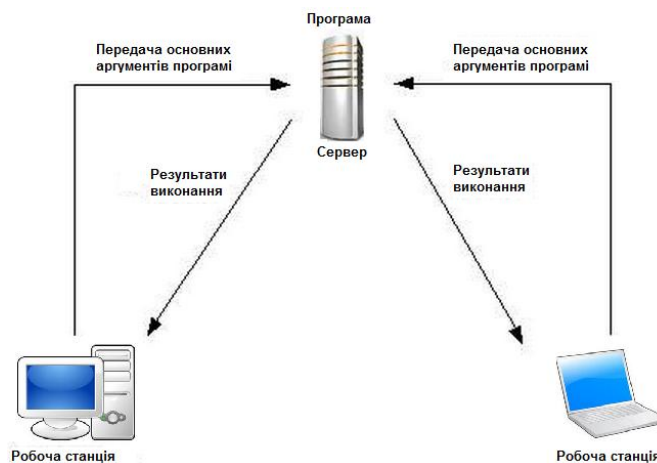 Програма
Передача основних
аргументів програмі
Передача основних
аргументів програмі
Сервер
Результати
виконання
Результати
виконання
Робоча станція
Робоча станція